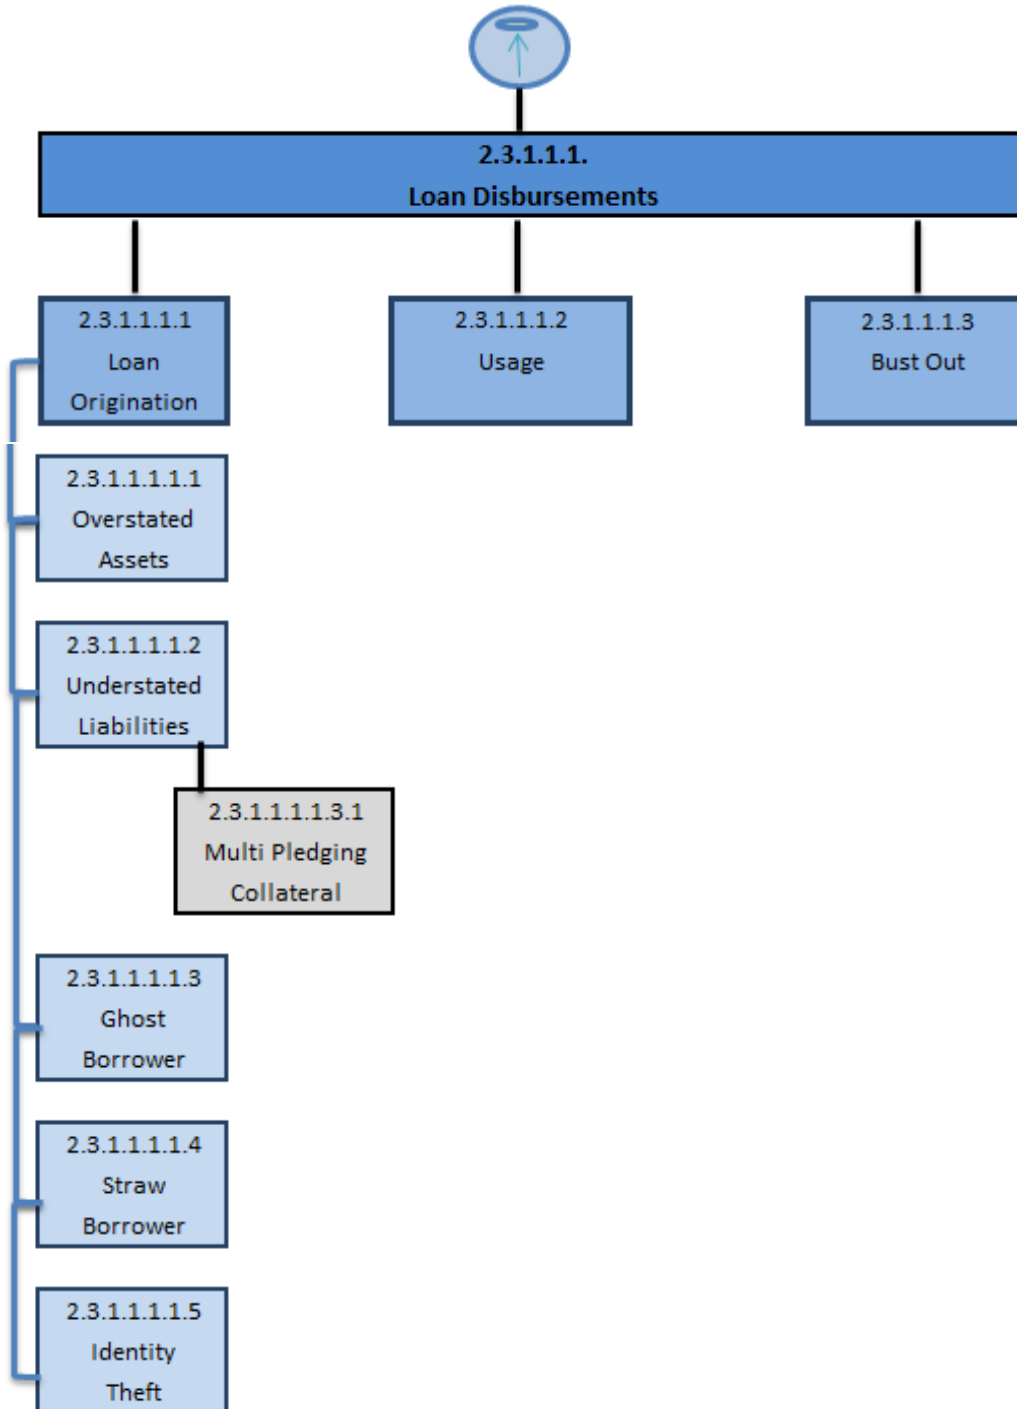 2.3.1.1.1.
Loan Disbursements
2.3.1.1.1.1
Loan
Origination
2.3.1.1.1.2
Usage
2.3.1.1.1.3
Bust Out
2.3.1.1.1.1.1
Overstated
Assets
2.3.1.1.1.1.2
Understated
Liabilities
2.3.1.1.1.1.3.1
Multi Pledging
Collateral
2.3.1.1.1.1.3
Ghost
Borrower
2.3.1.1.1.1.4
Straw
Borrower
2.3.1.1.1.1.5
Identity
Theft